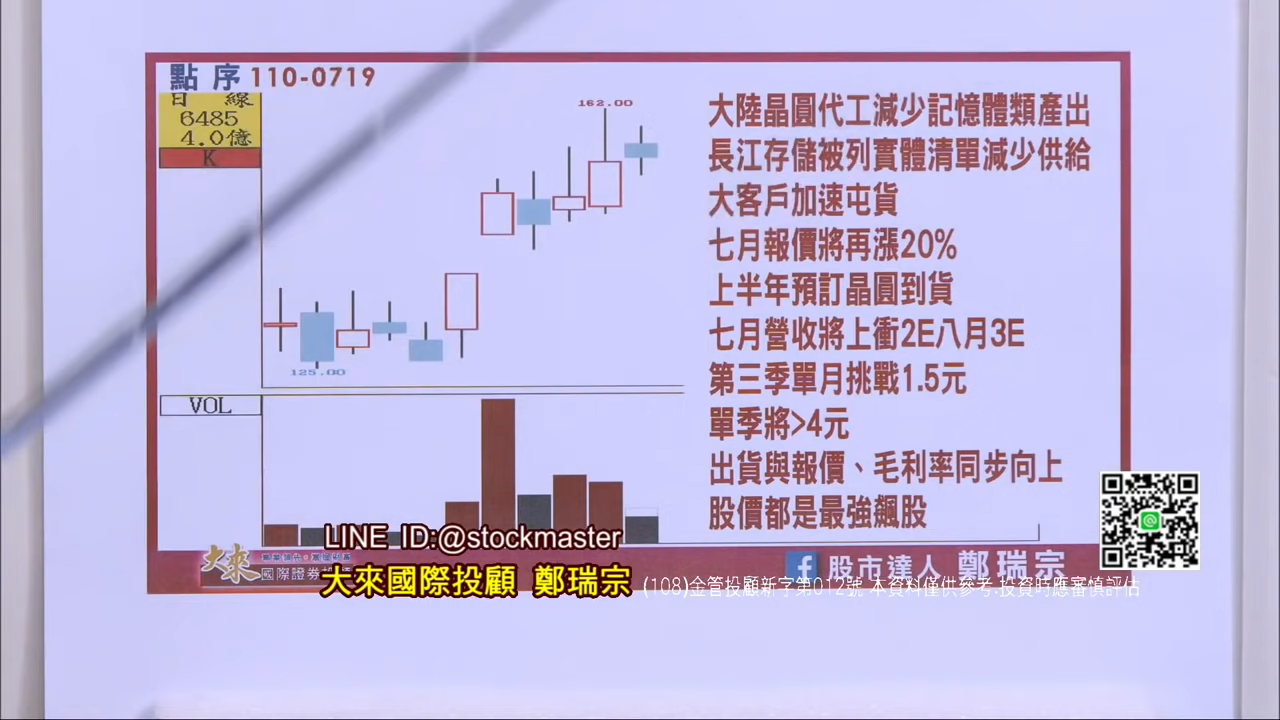 點序110-0719
日 線
6485
4.0億
K
162.00
125.00
VOL
大陸晶圓代工減少記憶體類產出
長江存儲被列實體清單減少供給
大客戶加速屯貨
七月報價將再漲20%
上半年預訂晶圓到貨
七月營收將上衝2E八月3E
第三季單月挑戰1.5元
單季將>4元
出貨與報價、毛利率同步向上
股價都是最強飆股
大來
國際證券投
f 股市達人 鄭瑞宗
LINE ID:@stockmaster
大來國際投顧 鄭瑞宗
(108)金管投顧新字第012號 本資料僅供參考.投資時應審慎評估